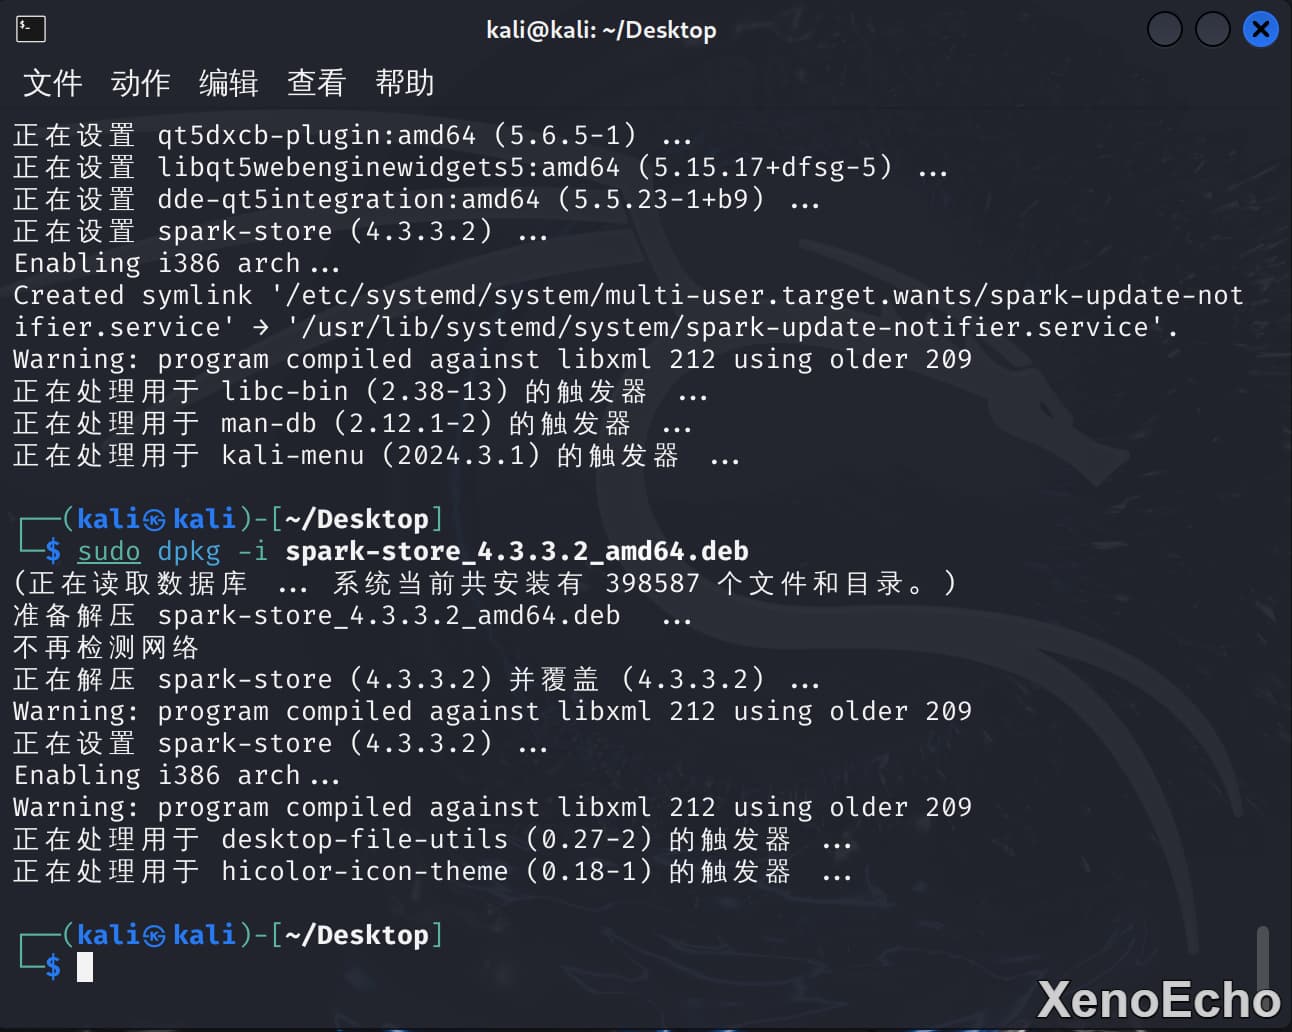 kali@kali: ~/Desktop
文件 动作 编辑 查看 帮助
正在设置 qt5dxcb-plugin:amd64 (5.6.5-1) ...
正在设置 libqt5webenginewidgets5:amd64 (5.15.17+dfsg-5) ...
正在设置 dde-qt5integration:amd64 (5.5.23-1+b9) ...
正在设置 spark-store (4.3.3.2) ...
Enabling i386 arch...
Created symlink '/etc/systemd/system/multi-user.target.wants/spark-update-not
ifier.service' → '/usr/lib/systemd/system/spark-update-notifier.service'.
Warning: program compiled against libxml 212 using older 209
正在处理用于 libc-bin (2.38-13) 的触发器 ...
正在处理用于 man-db (2.12.1-2) 的触发器 ...
正在处理用于 kali-menu (2024.3.1) 的触发器 ...
┌──(kali㉿kali)-[~/Desktop]
└─$ sudo dpkg -i spark-store_4.3.3.2_amd64.deb
(正在读取数据库 ... 系统当前共安装有 398587 个文件和目录。)
准备解压 spark-store_4.3.3.2_amd64.deb ...
不再检测网络
正在解压 spark-store (4.3.3.2) 并覆盖 (4.3.3.2) ...
Warning: program compiled against libxml 212 using older 209
正在设置 spark-store (4.3.3.2) ...
Enabling i386 arch...
Warning: program compiled against libxml 212 using older 209
正在处理用于 desktop-file-utils (0.27-2) 的触发器 ...
正在处理用于 hicolor-icon-theme (0.18-1) 的触发器 ...
┌──(kali㉿kali)-[~/Desktop]
└─$
XenoEcho